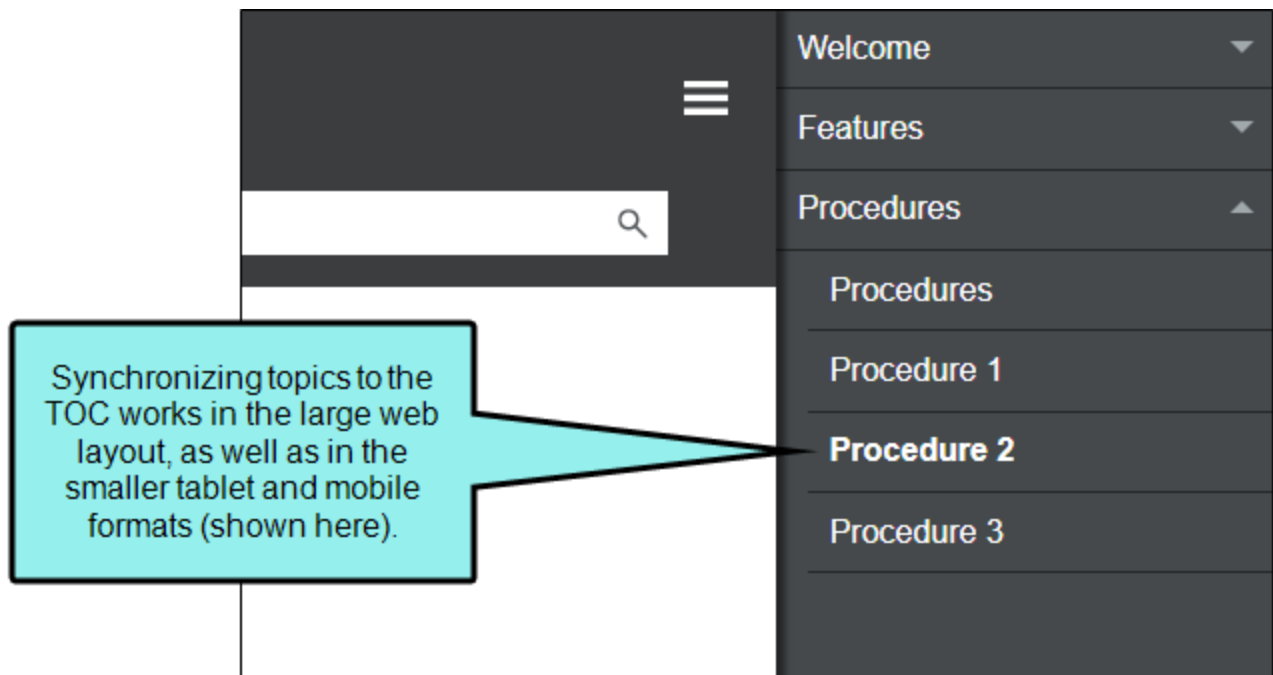 Welcome
Features
Procedures
Procedures
Procedure 1
Procedure 2
Procedure 3
Synchronizing topics to the
TOC works in the large web
layout, as well as in the
smaller tablet and mobile
formats (shown here).